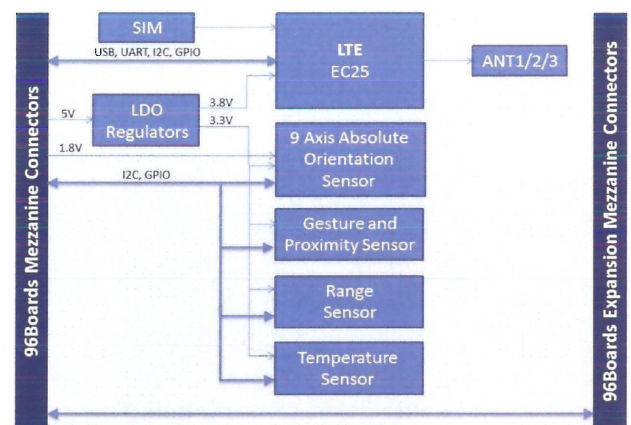 SIM
USB, UART, I2C, GPIO
LTE
EC25
ANT1/2/3
5V
LDO
Regulators
3.8V
3.3V
1.8V
9 Axis Absolute
Orientation
Sensor
I2C, GPIO
Gesture and
Proximity Sensor
Range
Sensor
Temperature
Sensor
96Boards Mezzanine Connectors
96Boards Expansion Mezzanine Connectors